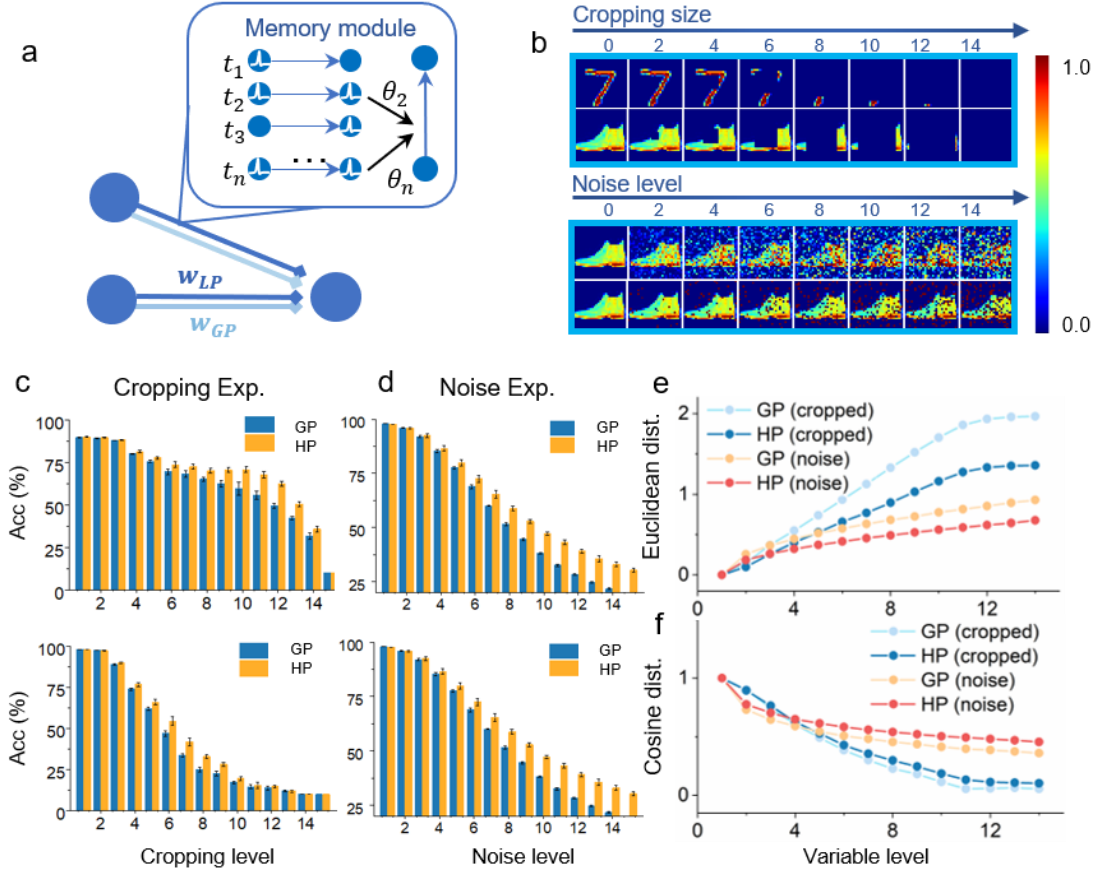 a
Memory module
t1
t2
t3
tn
θ2
...
θn
wLP
wGP
b
Cropping size
0 2 4 6 8 10 12 14
Noise level
0 2 4 6 8 10 12 14
1.0
0.0
c
Cropping Exp.
GP
HP
Acc (%)
100
75
50
25
0
2 4 6 8 10 12 14
GP
HP
Acc (%)
100
75
50
25
0
2 4 6 8 10 12 14
Cropping level
d
Noise Exp.
GP
HP
100
75
50
25
2 4 6 8 10 12 14
GP
HP
100
75
50
25
2 4 6 8 10 12 14
Noise level
e
GP (cropped)
HP (cropped)
GP (noise)
HP (noise)
Euclidean dist.
2
1
0
0 4 8 12
f
GP (cropped)
HP (cropped)
GP (noise)
HP (noise)
Cosine dist.
1
0
0 4 8 12
Variable level